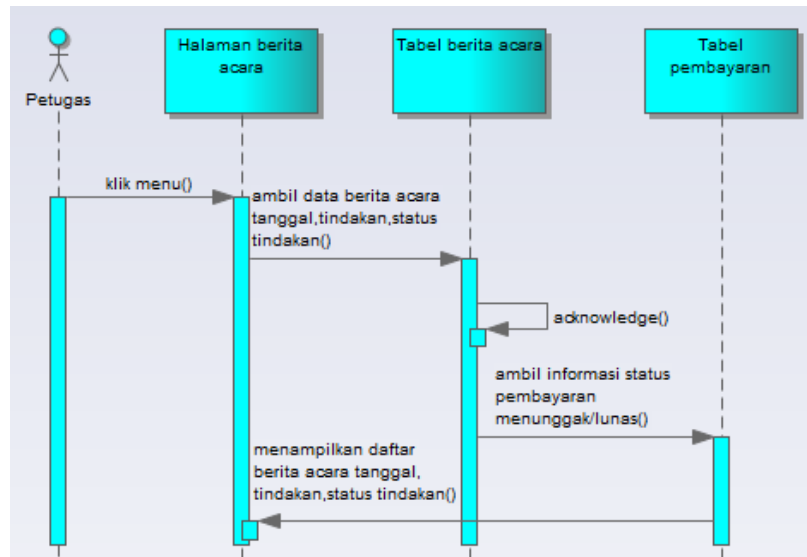 Petugas
Halaman berita
acara
Tabel berita acara
Tabel
pembayaran
klik menu()
ambil data berita acara
tanggal,tindakan,status
tindakan()
acknowledge()
ambil informasi status
pembayaran
menunggak/lunas()
menampilkan daftar
berita acara tanggal,
tindakan,status tindakan()